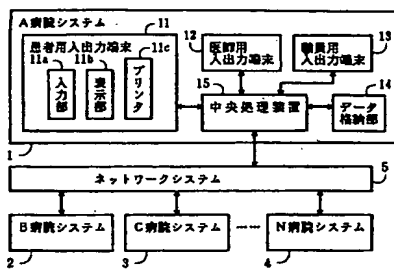 A病院システム
11
患者用入出力端末
11a
11b
11c
入力部
表示部
プリンタ
12
医師用
入出力端末
職員用
入出力端末
13
15
中央処理装置
14
データ
格納部
1
ネットワークシステム
5
B病院システム
C病院システム
……
N病院システム
2
3
4